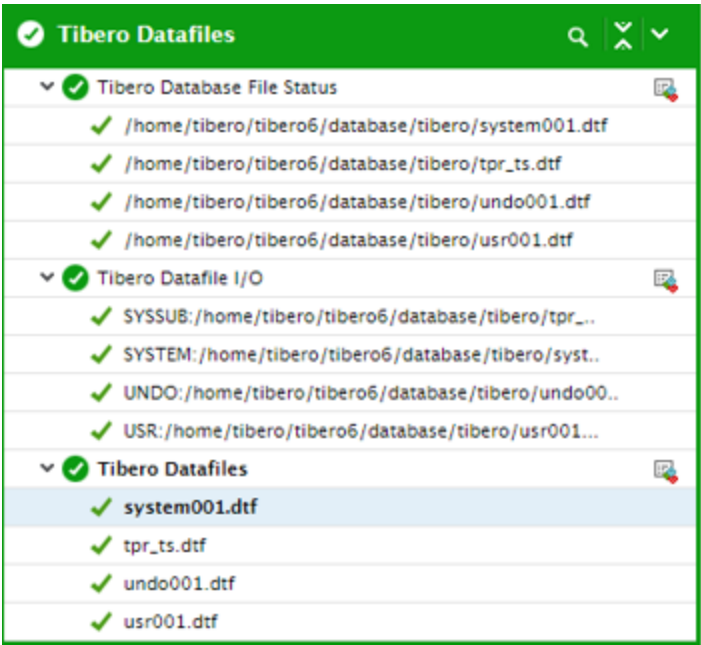 Tibero Datafiles
Tibero Database File Status
/home/tibero/tibero6/database/tibero/system001.dtf
/home/tibero/tibero6/database/tibero/tpr_ts.dtf
/home/tibero/tibero6/database/tibero/undo001.dtf
/home/tibero/tibero6/database/tibero/usr001.dtf
Tibero Datafile I/O
SYSSUB:/home/tibero/tibero6/database/tibero/tpr_..
SYSTEM:/home/tibero/tibero6/database/tibero/syst..
UNDO:/home/tibero/tibero6/database/tibero/undo00..
USR:/home/tibero/tibero6/database/tibero/usr001...
Tibero Datafiles
system001.dtf
tpr_ts.dtf
undo001.dtf
usr001.dtf